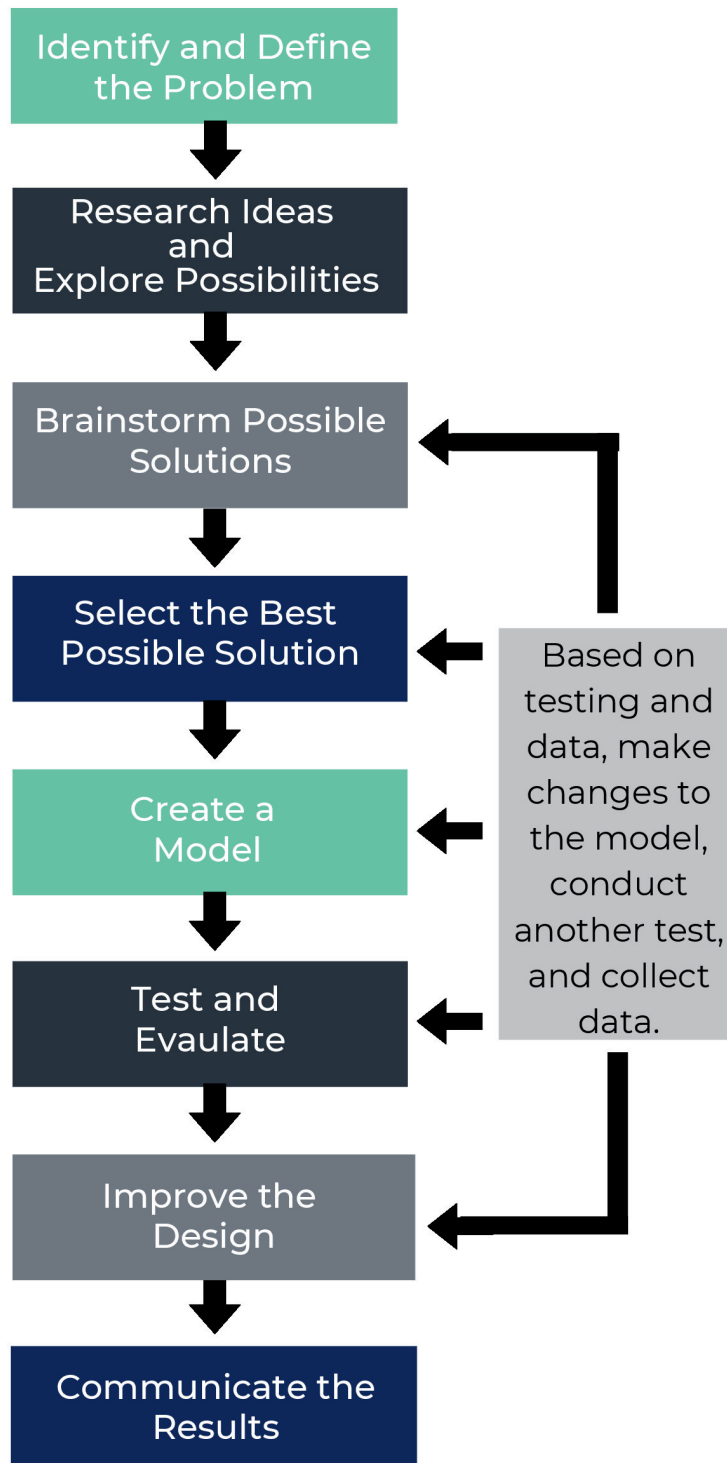 Identify and Define
the Problem
Research Ideas
and
Explore Possibilities
Brainstorm Possible
Solutions
Select the Best
Possible Solution
Create a
Model
Test and
Evaulate
Improve the
Design
Communicate the
Results
Based on
testing and
data, make
changes to
the model,
conduct
another test,
and collect
data.